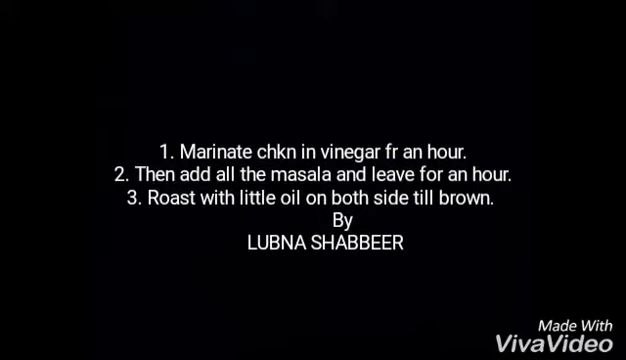 1. Marinate chkn in vinegar fr an hour.
2. Then add all the masala and leave for an hour.
3. Roast with little oil on both side till brown.
By
LUBNA SHABBEER
Made With
VivaVideo